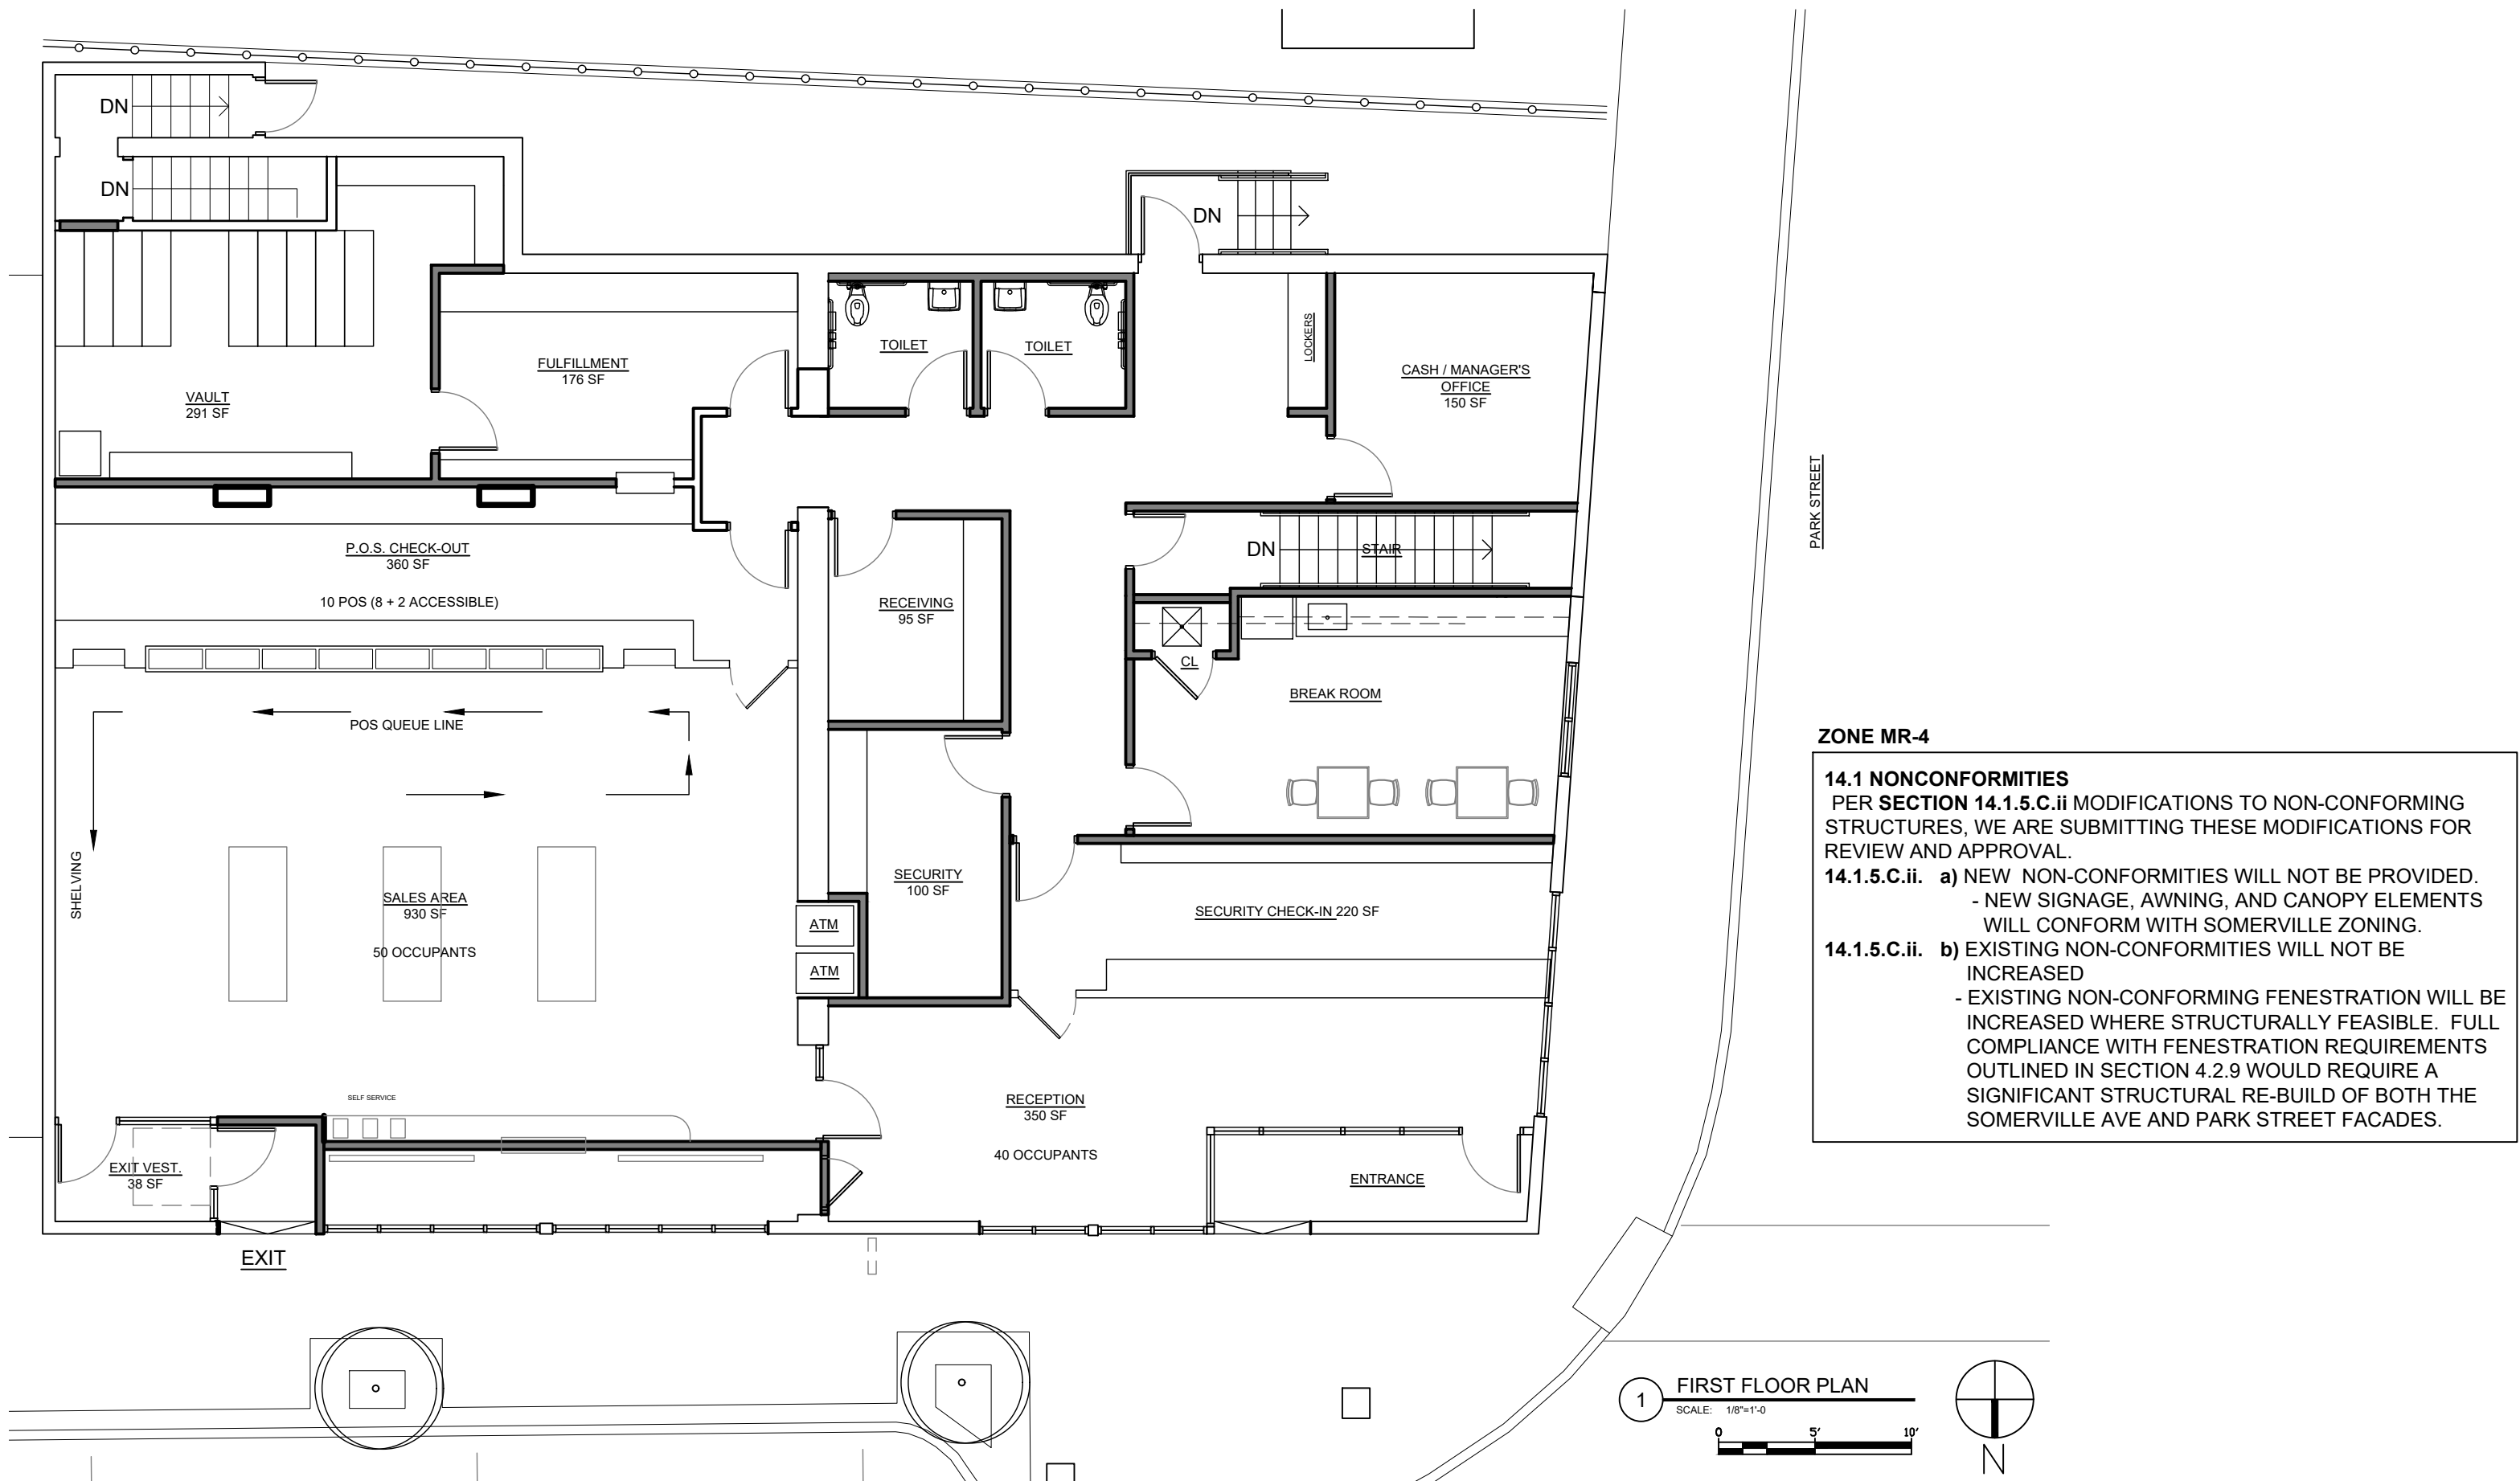 DN
DN
DN
LOCKERS
TOILET
TOILET
FULFILLMENT
176 SF
CASH / MANAGER'S
OFFICE
150 SF
VAULT
291 SF
PARK STREET
P.O.S. CHECK-OUT
360 SF
10 POS (8 + 2 ACCESSIBLE)
DN
STAIR
RECEIVING
95 SF
CL
BREAK ROOM
POS QUEUE LINE
SHELVING
SALES AREA
930 SF
50 OCCUPANTS
SECURITY
100 SF
ATM
ATM
SECURITY CHECK-IN 220 SF
SELF SERVICE
RECEPTION
350 SF
40 OCCUPANTS
EXIT VEST.
38 SF
ENTRANCE
EXIT
ZONE MR-4
14.1 NONCONFORMITIES
PER SECTION 14.1.5.C.ii MODIFICATIONS TO NON-CONFORMING
STRUCTURES, WE ARE SUBMITTING THESE MODIFICATIONS FOR
REVIEW AND APPROVAL.
14.1.5.C.ii. a) NEW NON-CONFORMITIES WILL NOT BE PROVIDED.
- NEW SIGNAGE, AWNING, AND CANOPY ELEMENTS
WILL CONFORM WITH SOMERVILLE ZONING.
14.1.5.C.ii. b) EXISTING NON-CONFORMITIES WILL NOT BE
INCREASED
- EXISTING NON-CONFORMING FENESTRATION WILL BE
INCREASED WHERE STRUCTURALLY FEASIBLE. FULL
COMPLIANCE WITH FENESTRATION REQUIREMENTS
OUTLINED IN SECTION 4.2.9 WOULD REQUIRE A
SIGNIFICANT STRUCTURAL RE-BUILD OF BOTH THE
SOMERVILLE AVE AND PARK STREET FACADES.
1 FIRST FLOOR PLAN
SCALE: 1/8"=1'-0
0 5' 10'
N